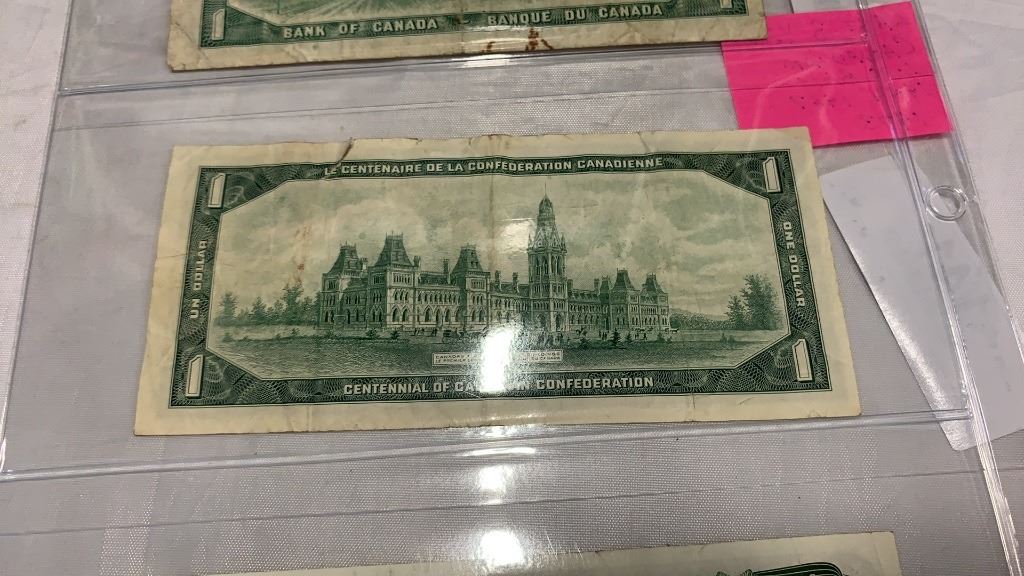 BANK OF CANADA – BANQUE DU CANADA
LE CENTENAIRE DE LA CONFEDERATION CANADIENNE
1
1
UN DOLLAR
ONE DOLLAR
1
1
CENTENNIAL OF CONFEDERATION